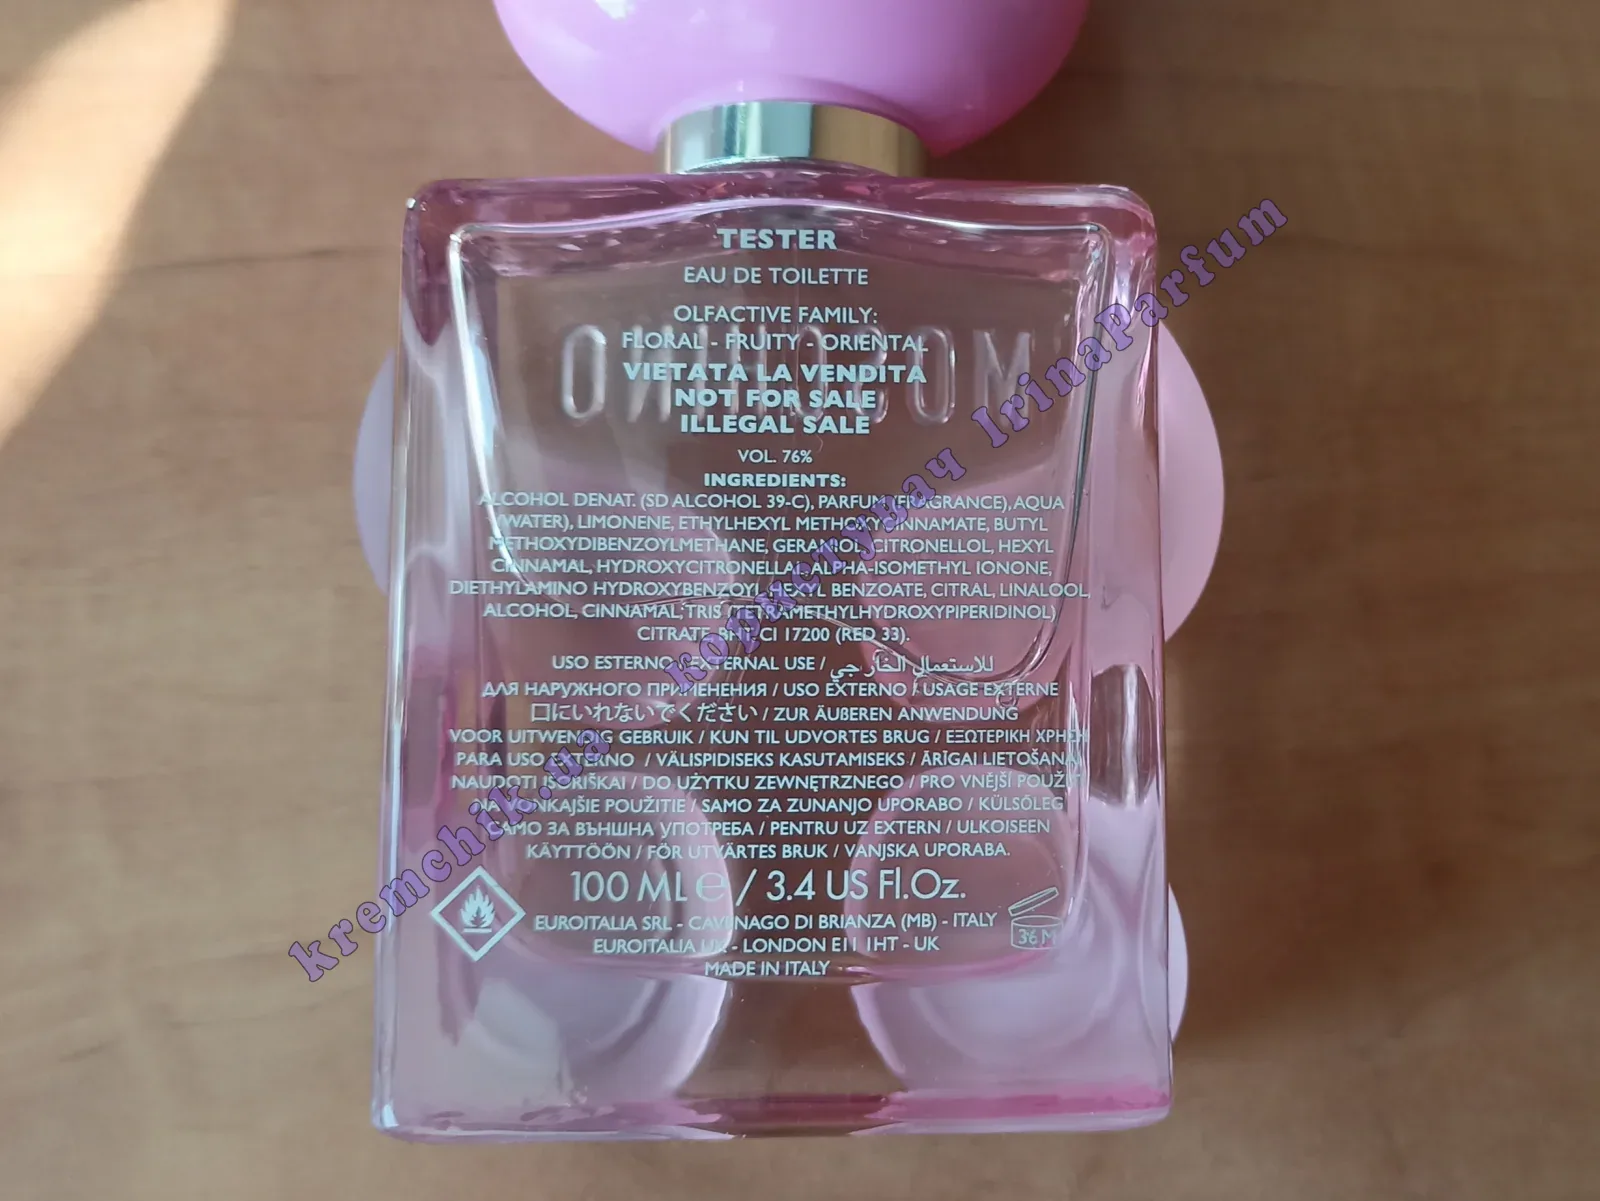 TESTER
EAU DE TOILETTE
OLFACTIVE FAMILY:
FLORAL - FRUITY - ORIENTAL
MOSCHINO
VIETATA LA VENDITA
NOT FOR SALE
ILLEGAL SALE
VOL. 76%
INGREDIENTS:
ALCOHOL DENAT. (SD ALCOHOL 39-C), PARFUM (FRAGRANCE), AQUA
(WATER), LIMONENE, ETHYLHEXYL METHOXYCINNAMATE, BUTYL
METHOXYDIBENZOYLMETHANE, GERANIOL, CITRONELLOL, HEXYL
CINNAMAL, HYDROXYCITRONELLAL, ALPHA-ISOMETHYL IONONE,
DIETHYLAMINO HYDROXYBENZOYL HEXYL BENZOATE, CITRAL, LINALOOL,
ALCOHOL, CINNAMAL, TRIS (TETRAMETHYLHYDROXYPIPERIDINOL)
CITRATE, BHT, CI 17200 (RED 33).
USO ESTERNO / EXTERNAL USE / للاستعمال الخارجي
ДЛЯ НАРУЖНОГО ПРИМЕНЕНИЯ / USO EXTERNO / USAGE EXTERNE
口にいれないでください / ZUR ÄUßEREN ANWENDUNG
VOOR UITWENDIG GEBRUIK / KUN TIL UDVORTES BRUG / ΕΞΩΤΕΡΙΚΗ ΧΡΗΣΗ
PARA USO EXTERNO / VÄLISPIDISEKS KASUTAMISEKS / ĀRĪGAI LIETOŠANAI
NAUDOTI IŠORIŠKAI / DO UŻYTKU ZEWNĘTRZNEGO / PRO VNĚJŠÍ POUŽITÍ
NA VONKAJŠIE POUŽITIE / SAMO ZA ZUNANJO UPORABO / KÜLSŐLEG
САМО ЗА ВЪНШНА УПОТРЕБА / PENTRU UZ EXTERN / ULKOISEEN
KÄYTTÖÖN / FÖR UTVÄRTES BRUK / VANJSKA UPORABA.
100 ML e / 3.4 US Fl.Oz.
EUROITALIA SRL - CAVENAGO DI BRIANZA (MB) - ITALY
EUROITALIA UK - LONDON E11 1HT - UK
MADE IN ITALY
36 M
kremchik.ua користувач IrinaParfum